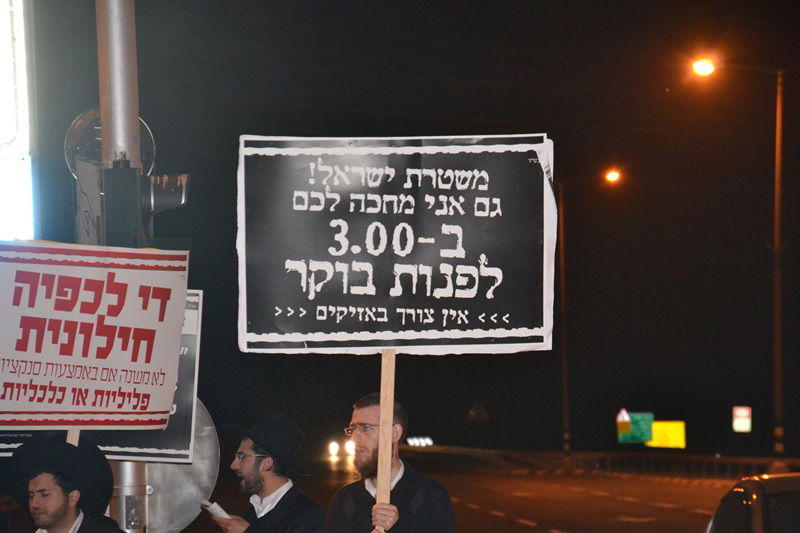 משטרת ישראל!
גם אני מחכה לכם
ב-3.00
לפנות בוקר
>>> אין צורך באזיקים <<<
די לכפיה
חילונית
לא משנה אם באמצעות סנקציות
פליליות או כלכליות